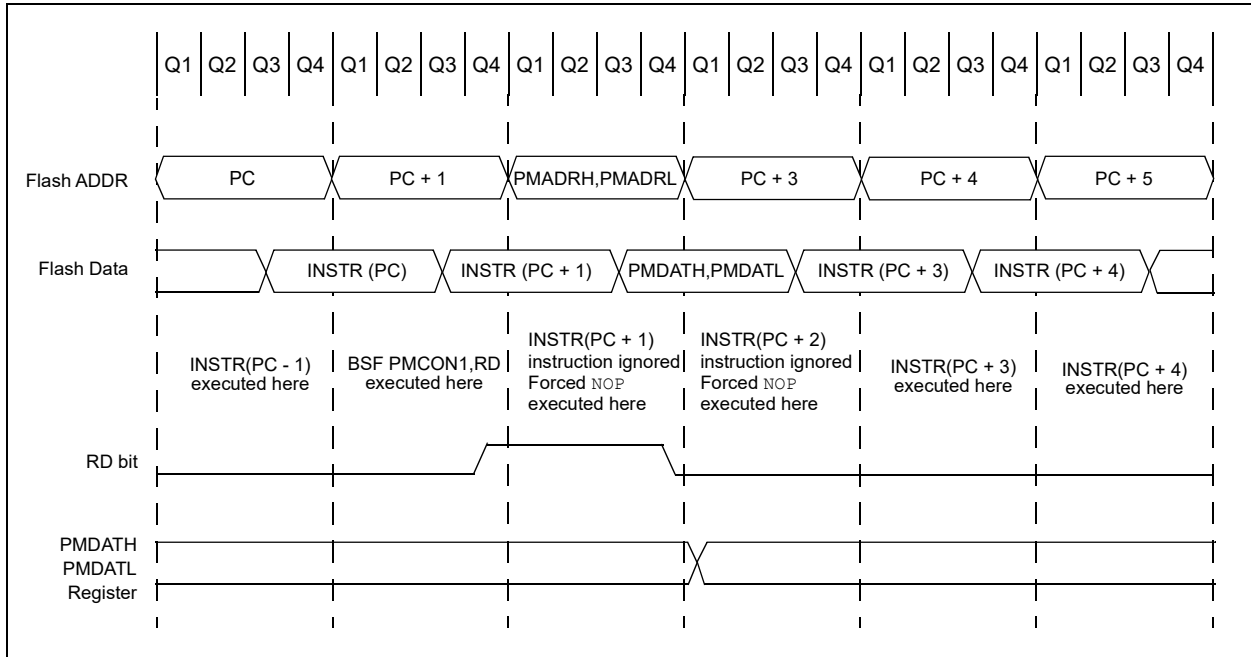 Q1 Q2 Q3 Q4 Q1 Q2 Q3 Q4 Q1 Q2 Q3 Q4 Q1 Q2 Q3 Q4 Q1 Q2 Q3 Q4 Q1 Q2 Q3 Q4
Flash ADDR PC PC + 1 PMADRH,PMADRL PC + 3 PC + 4 PC + 5
Flash Data INSTR (PC) INSTR (PC + 1) PMDATH,PMDATL INSTR (PC + 3) INSTR (PC + 4)
INSTR(PC - 1)
executed here
BSF PMCON1,RD
executed here
INSTR(PC + 1)
instruction ignored
Forced NOP
executed here
INSTR(PC + 2)
instruction ignored
Forced NOP
executed here
INSTR(PC + 3)
executed here
INSTR(PC + 4)
executed here
RD bit
PMDATH
PMDATL
Register